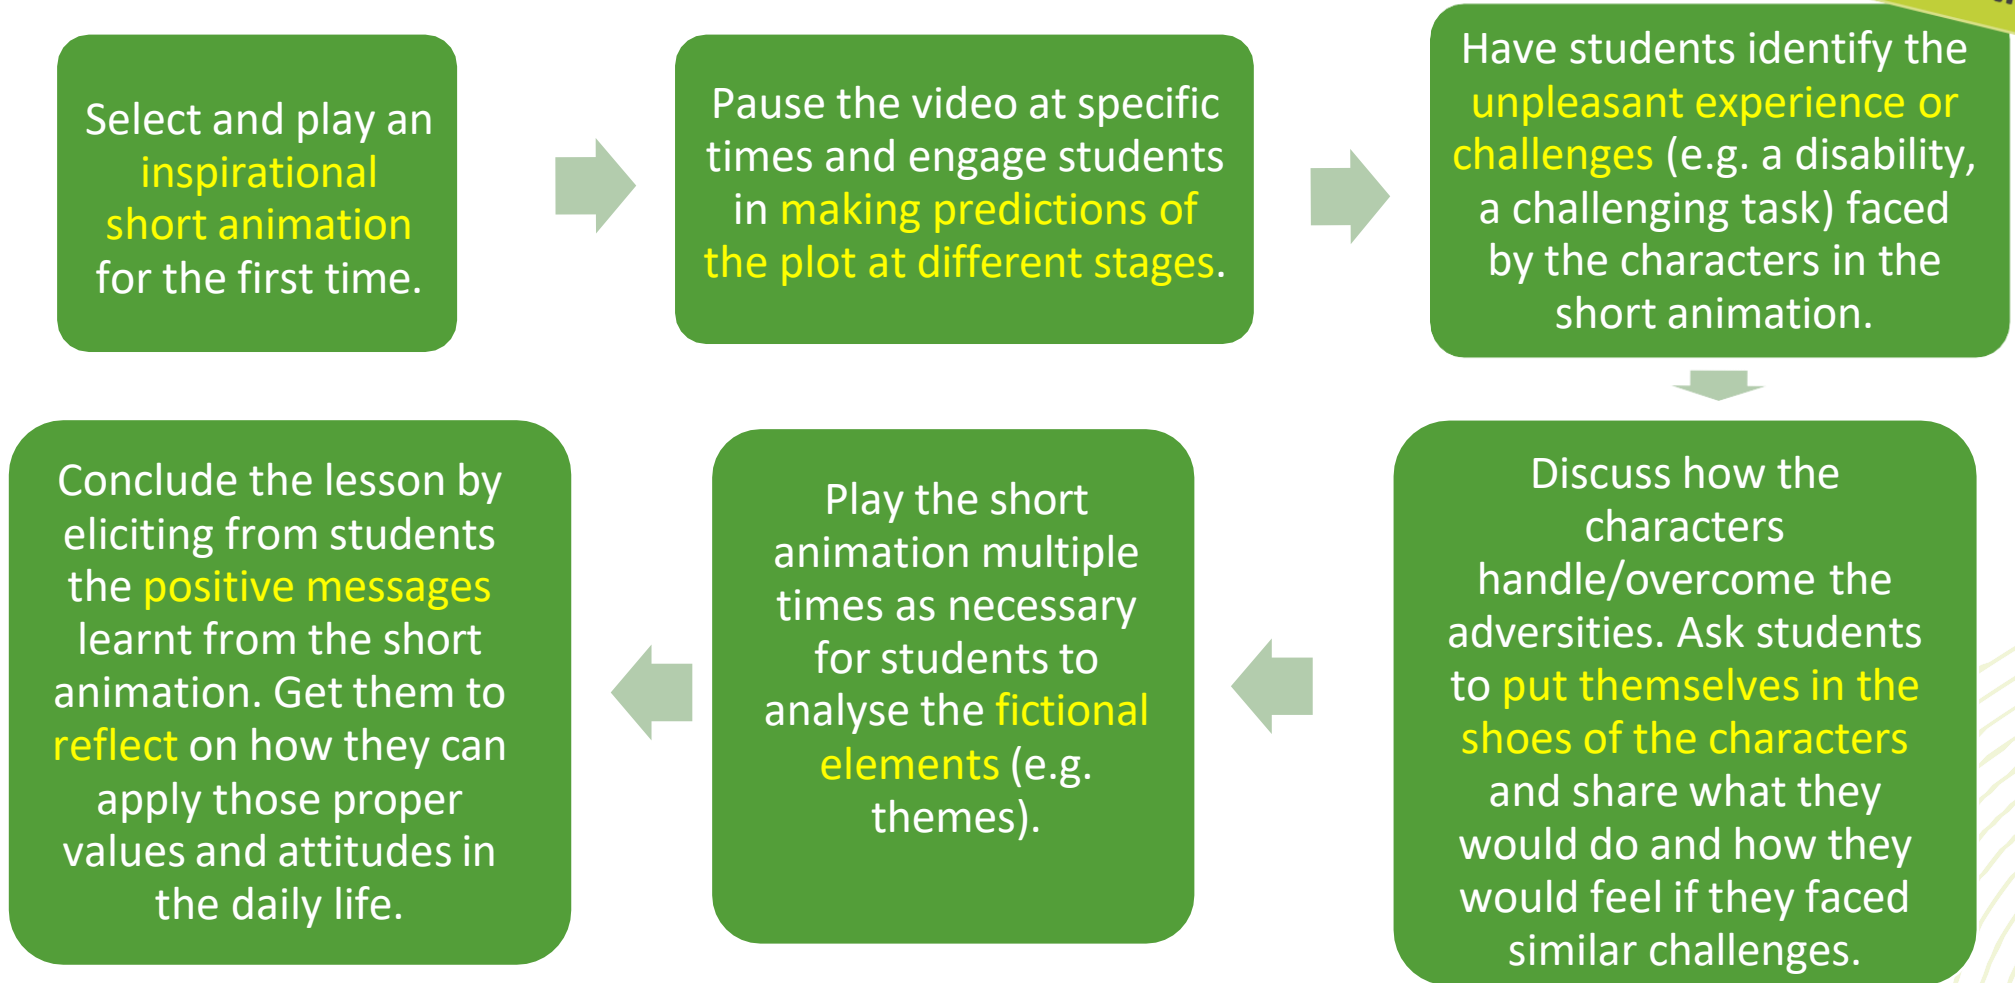 Select and play an
inspirational
short animation
for the first time.
Pause the video at specific
times and engage students
in making predictions of
the plot at different stages.
Have students identify the
unpleasant experience or
challenges (e.g. a disability,
a challenging task) faced
by the characters in the
short animation.
Discuss how the
characters
handle/overcome the
adversities. Ask students
to put themselves in the
shoes of the characters
and share what they
would do and how they
would feel if they faced
similar challenges.
Play the short
animation multiple
times as necessary
for students to
analyse the fictional
elements (e.g.
themes).
Conclude the lesson by
eliciting from students
the positive messages
learnt from the short
animation. Get them to
reflect on how they can
apply those proper
values and attitudes in
the daily life.